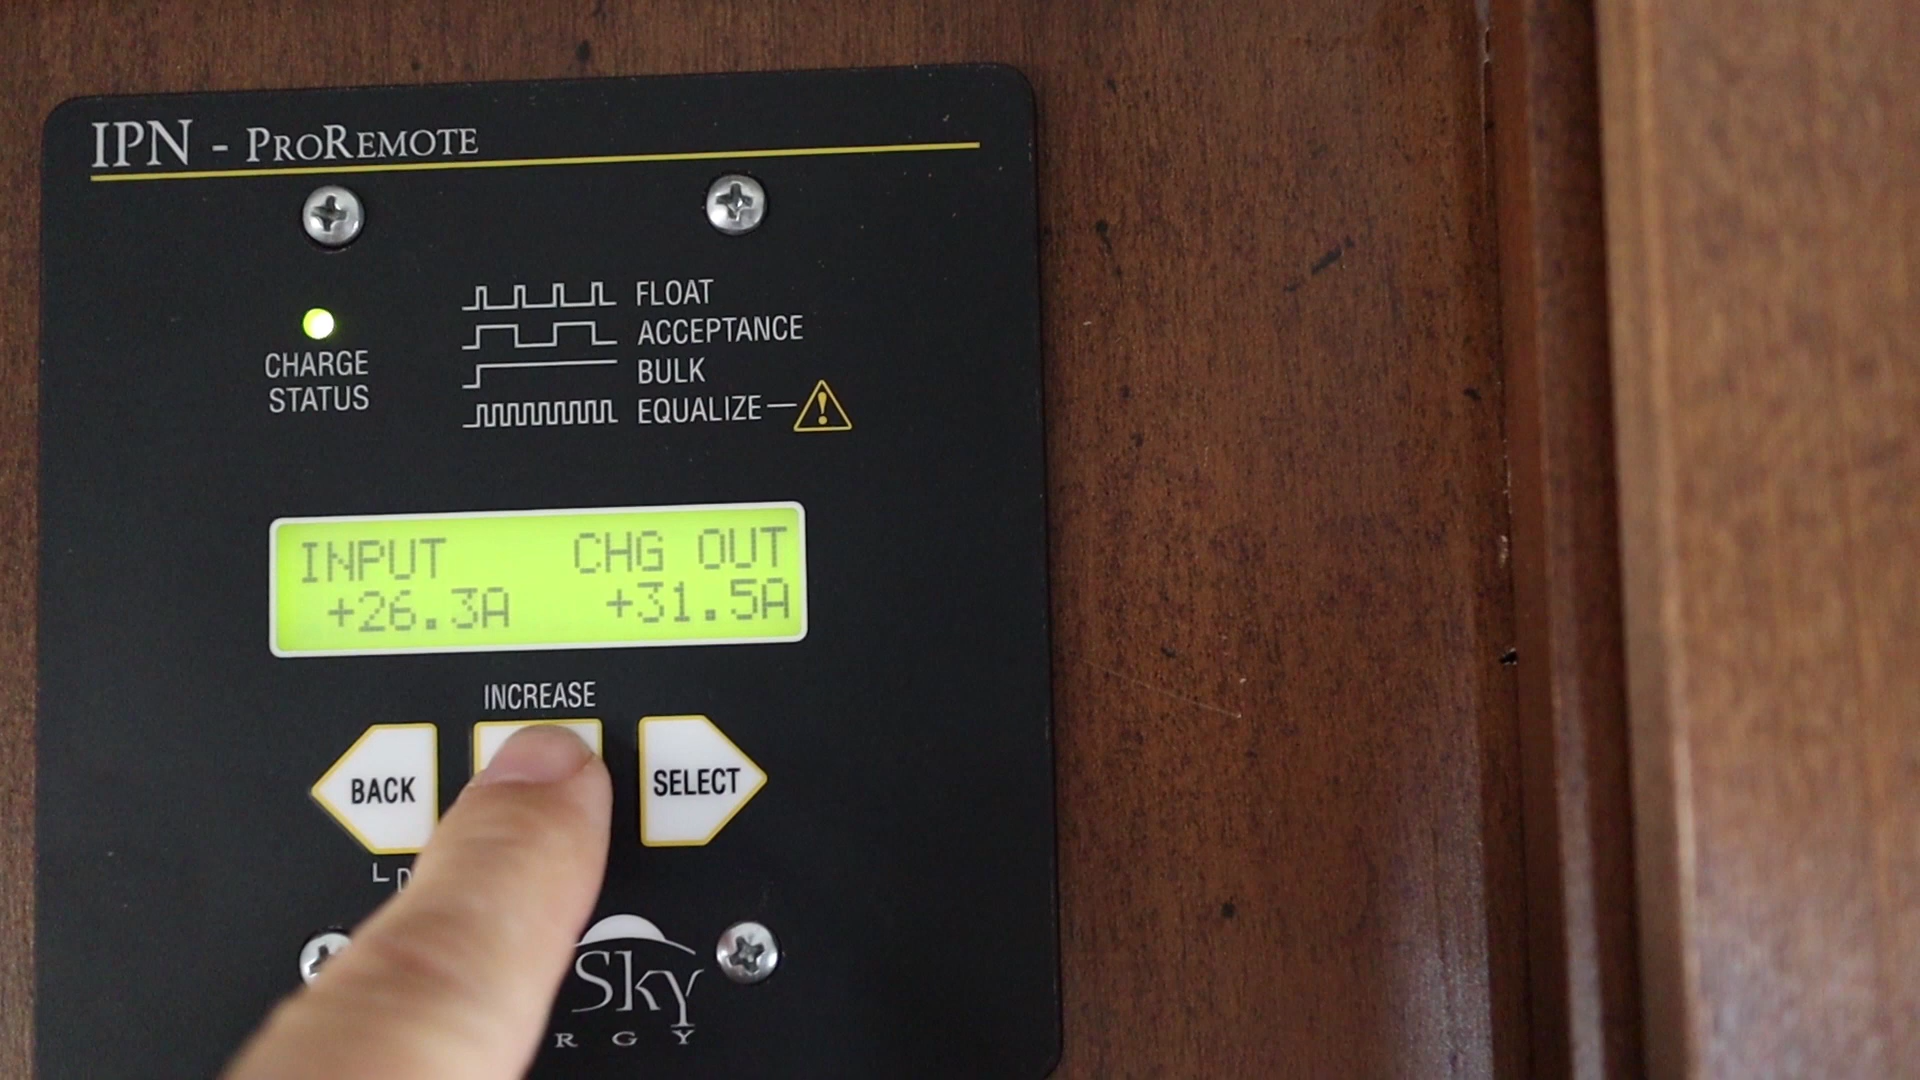 IPN - PROREMOTE
FLOAT
ACCEPTANCE
BULK
EQUALIZE
CHARGE
STATUS
INPUT CHG OUT
+26.3A +31.5A
INCREASE
BACK
SELECT
Sky